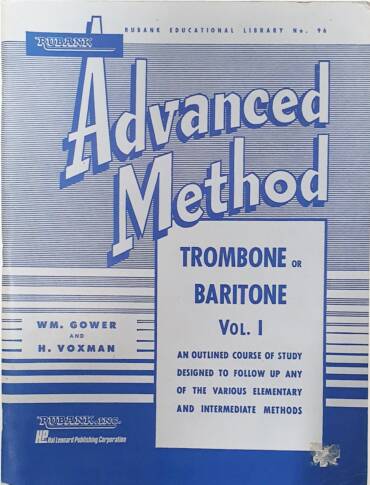 RUBANK EDUCATIONAL LIBRARY No. 96
RUBANK
Advanced
Method
TROMBONE OR
BARITONE
VOL. I
WM. GOWER
AND
H. VOXMAN
AN OUTLINED COURSE OF STUDY
DESIGNED TO FOLLOW UP ANY
OF THE VARIOUS ELEMENTARY
AND INTERMEDIATE METHODS
RUBANK, INC.
HL Hal Leonard Publishing Corporation